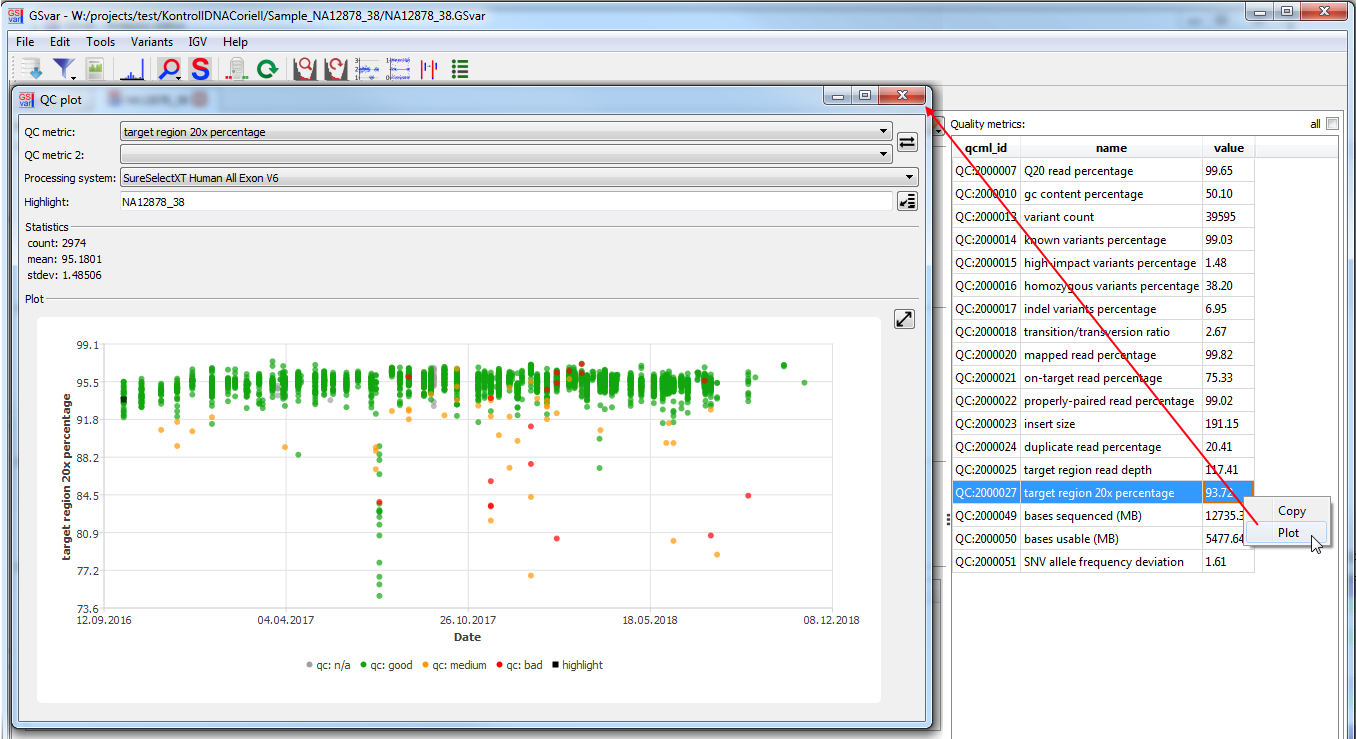 GSvar - W:/projects/test/KontrollDNACoriell/Sample_NA12878_38/NA12878_38.GSvar
File Edit Tools Variants IGV Help
QC plot
QC metric: target region 20x percentage
QC metric 2:
Processing system: SureSelectXT Human All Exon V6
Highlight: NA12878_38
Statistics
count: 2974
mean: 95.1801
stdev: 1.48506
Plot
99.1
95.5
91.8
88.2
84.5
80.9
77.2
73.6
target region 20x percentage
12.09.2016 04.04.2017 26.10.2017 18.05.2018 08.12.2018
Date
qc: n/a qc: good qc: medium qc: bad highlight
Quality metrics: all
qcml_id name value
QC:2000007 Q20 read percentage 99.65
QC:2000010 gc content percentage 50.10
QC:2000013 variant count 39595
QC:2000014 known variants percentage 99.03
QC:2000015 high-impact variants percentage 1.48
QC:2000016 homozygous variants percentage 38.20
QC:2000017 indel variants percentage 6.95
QC:2000018 transition/transversion ratio 2.67
QC:2000020 mapped read percentage 99.82
QC:2000021 on-target read percentage 75.33
QC:2000022 properly-paired read percentage 99.02
QC:2000023 insert size 191.15
QC:2000024 duplicate read percentage 20.41
QC:2000025 target region read depth 117.41
QC:2000027 target region 20x percentage 93.72
QC:2000049 bases sequenced (MB) 12735.3
QC:2000050 bases usable (MB) 5477.64
QC:2000051 SNV allele frequency deviation 1.61
Copy
Plot